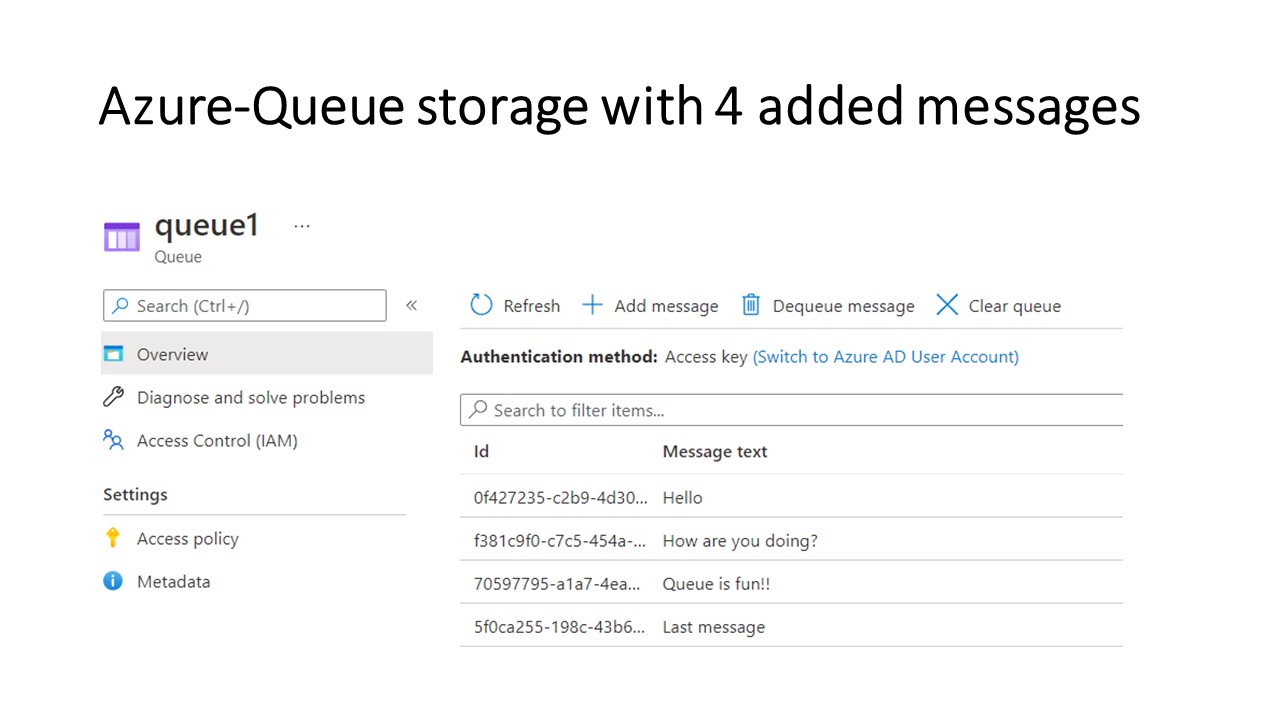 Azure-Queue storage with 4 added messages
queue1 ...
Queue
Search (Ctrl+/) «
Overview
Diagnose and solve problems
Access Control (IAM)
Settings
Access policy
Metadata
Refresh Add message Dequeue message Clear queue
Authentication method: Access key (Switch to Azure AD User Account)
Search to filter items...
Id Message text
0f427235-c2b9-4d30... Hello
f381c9f0-c7c5-454a-... How are you doing?
70597795-a1a7-4ea... Queue is fun!!
5f0ca255-198c-43b6... Last message